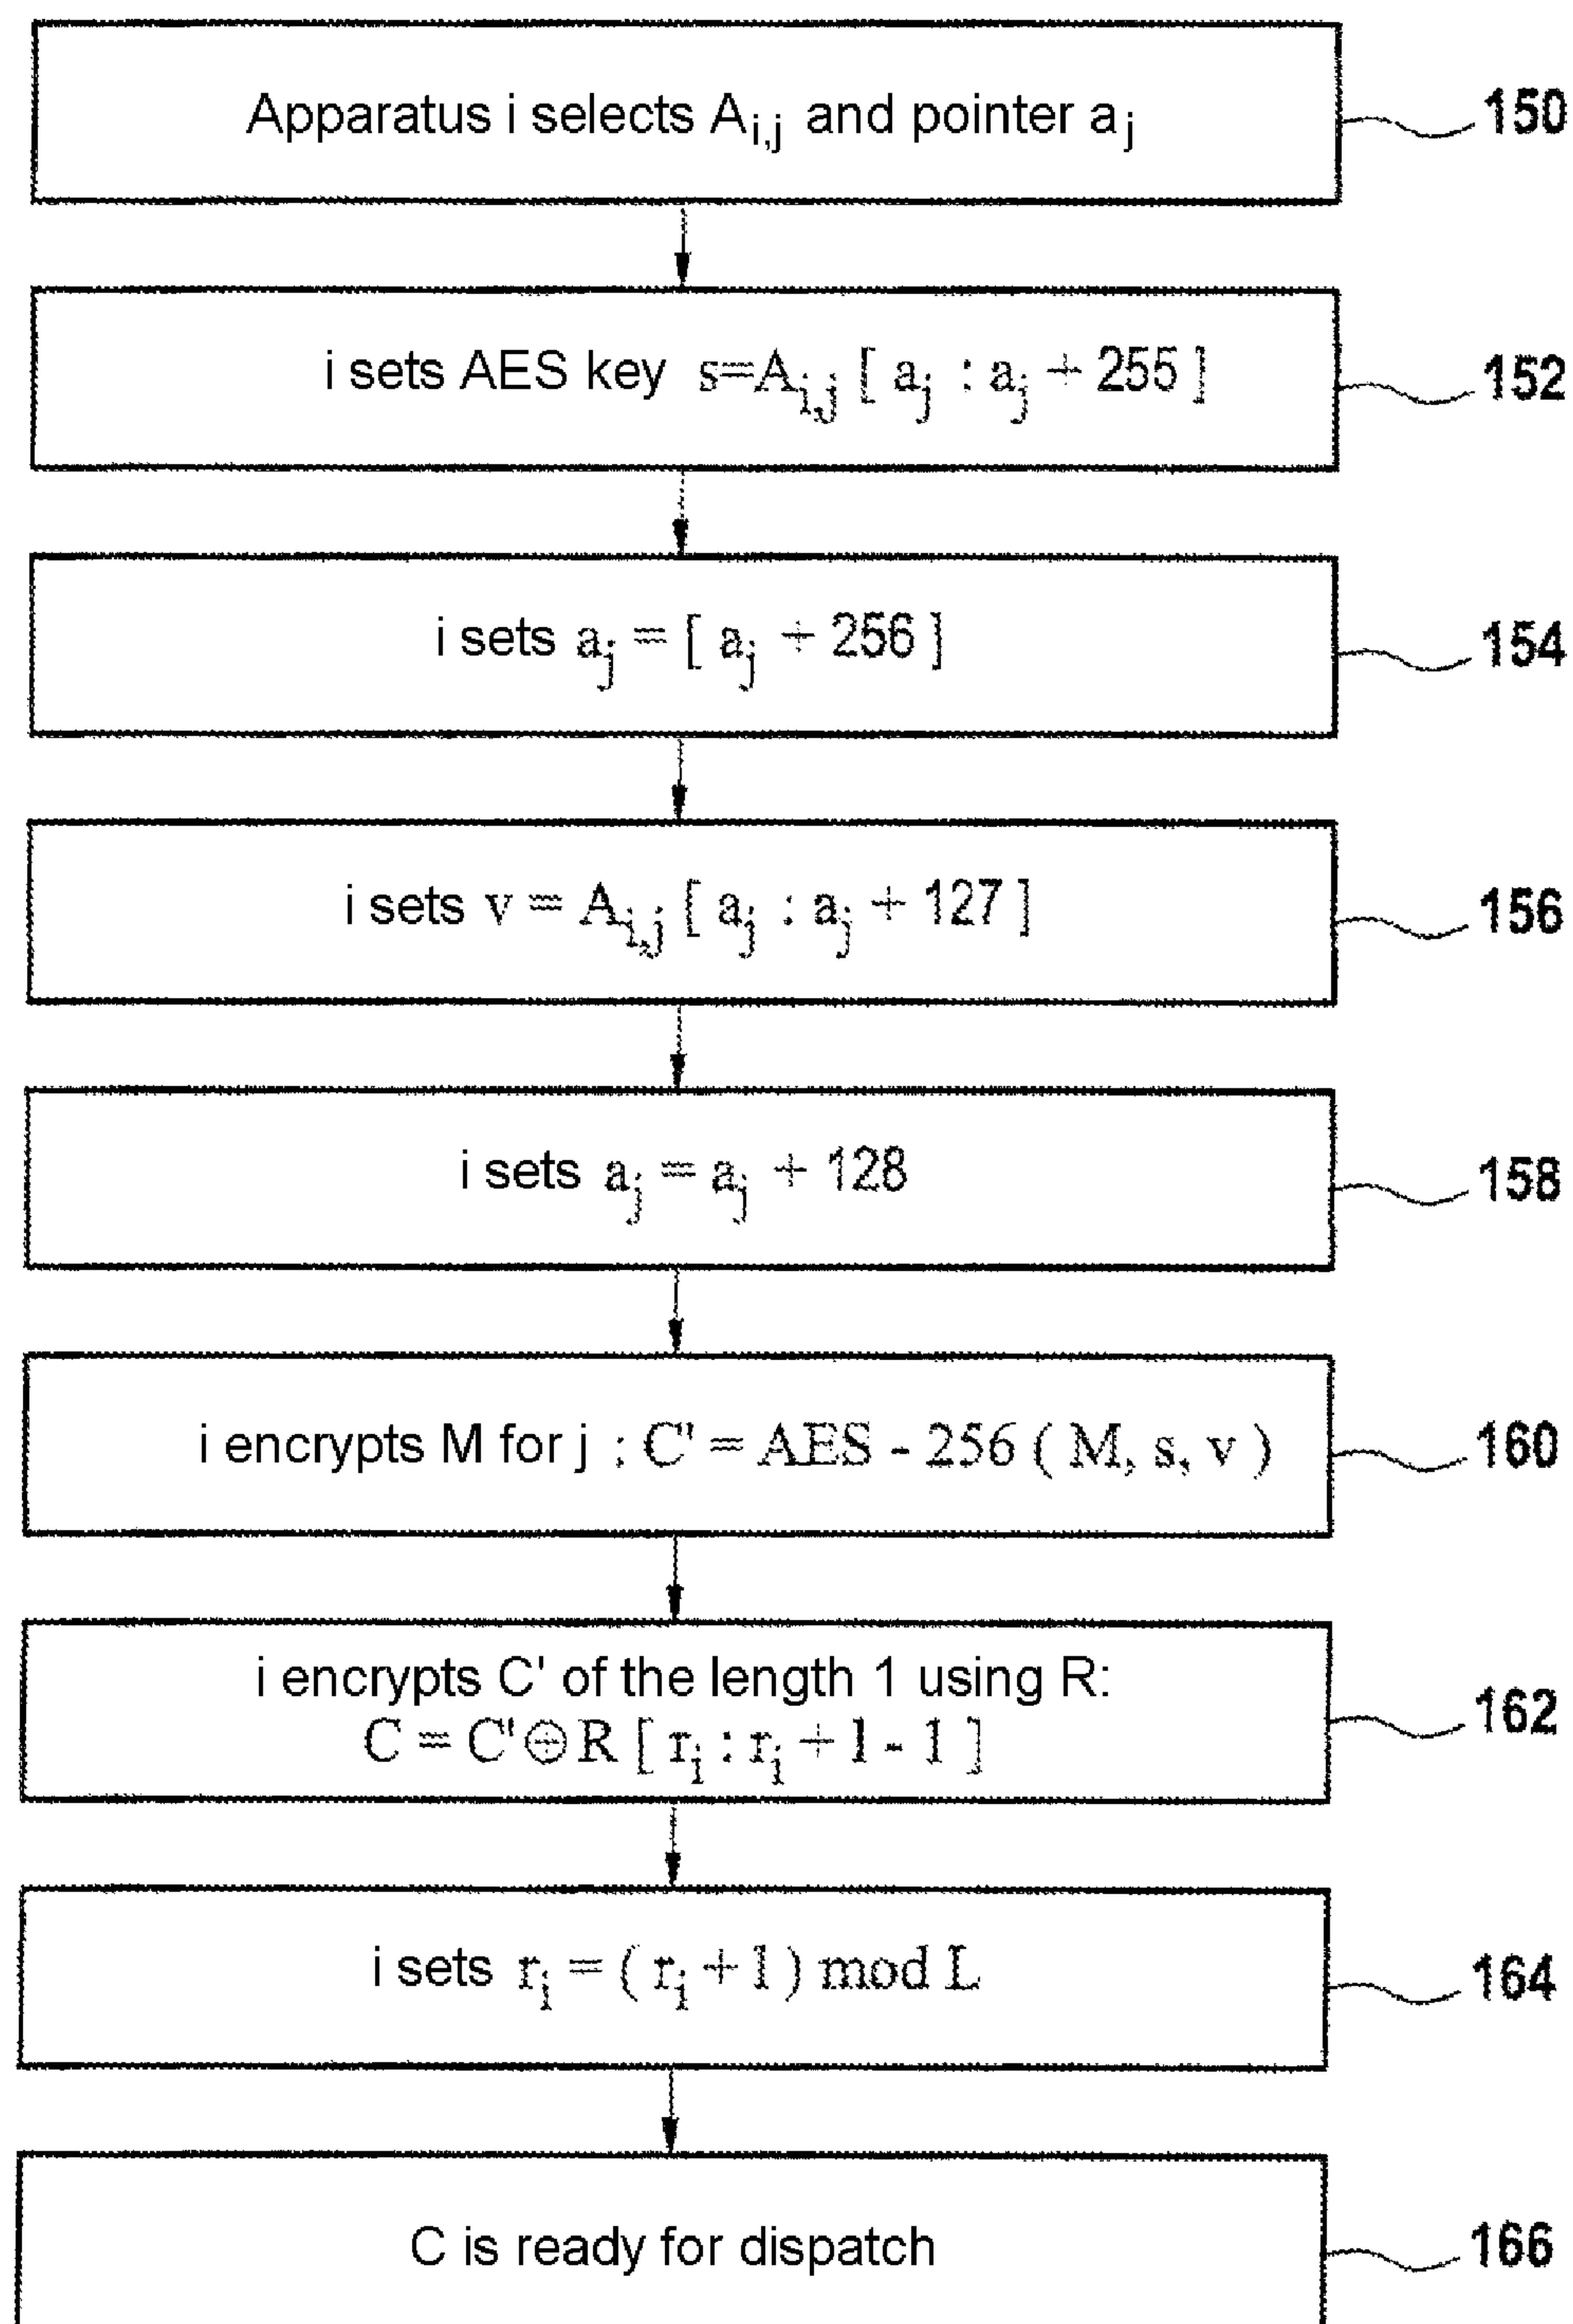 Apparatus i selects A_{i,j} and pointer a_j
150
i sets AES key s=A_{i,j} [ a_j : a_j + 255 ]
152
i sets a_j = [ a_j + 256 ]
154
i sets v = A_{i,j} [ a_j : a_j + 127 ]
156
i sets a_j = a_j + 128
158
i encrypts M for j : C' = AES - 256 ( M, s, v )
160
i encrypts C' of the length 1 using R:
C = C' ⊕ R [ r_i : r_i + l - 1 ]
162
i sets r_i = ( r_i + l ) mod L
164
C is ready for dispatch
166